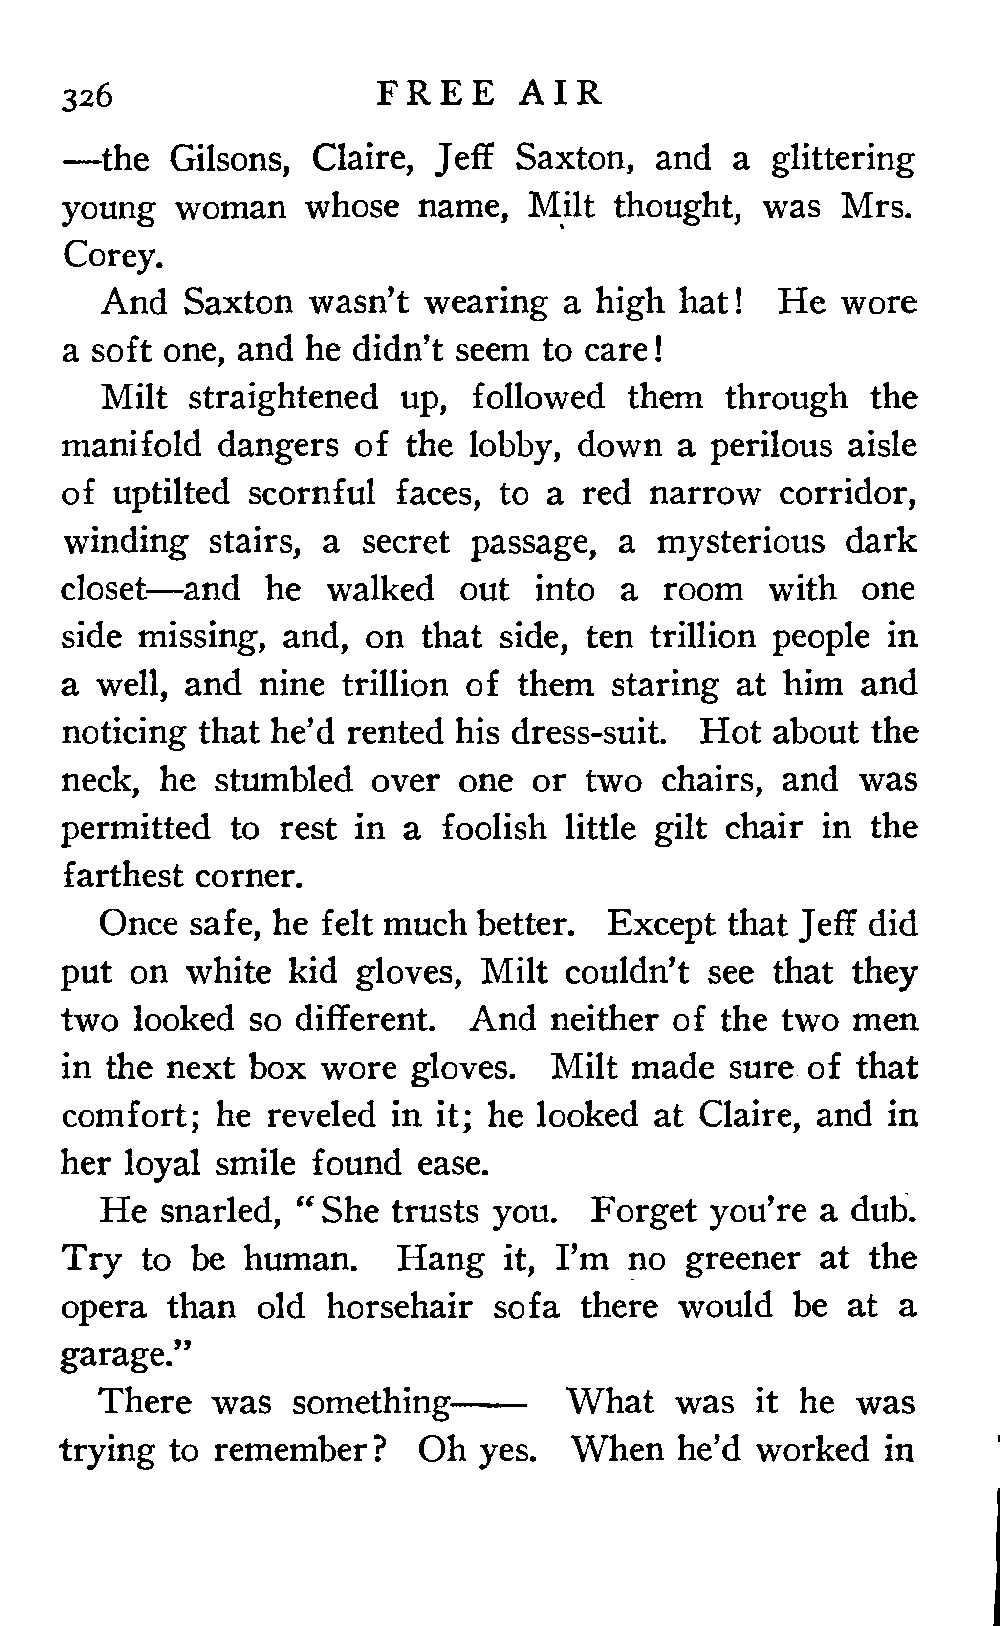 326 FREE AIR
—the Gilsons, Claire, Jeff Saxton, and a glittering
young woman whose name, Milt thought, was Mrs.
Corey.
And Saxton wasn't wearing a high hat! He wore
a soft one, and he didn't seem to care!
Milt straightened up, followed them through the
manifold dangers of the lobby, down a perilous aisle
of uptilted scornful faces, to a red narrow corridor,
winding stairs, a secret passage, a mysterious dark
closet—and he walked out into a room with one
side missing, and, on that side, ten trillion people in
a well, and nine trillion of them staring at him and
noticing that he'd rented his dress-suit. Hot about the
neck, he stumbled over one or two chairs, and was
permitted to rest in a foolish little gilt chair in the
farthest corner.
Once safe, he felt much better. Except that Jeff did
put on white kid gloves, Milt couldn't see that they
two looked so different. And neither of the two men
in the next box wore gloves. Milt made sure of that
comfort; he reveled in it; he looked at Claire, and in
her loyal smile found ease.
He snarled, "She trusts you. Forget you're a dub.
Try to be human. Hang it, I'm no greener at the
opera than old horsehair sofa there would be at a
garage."
There was something—— What was it he was
trying to remember? Oh yes. When he'd worked in